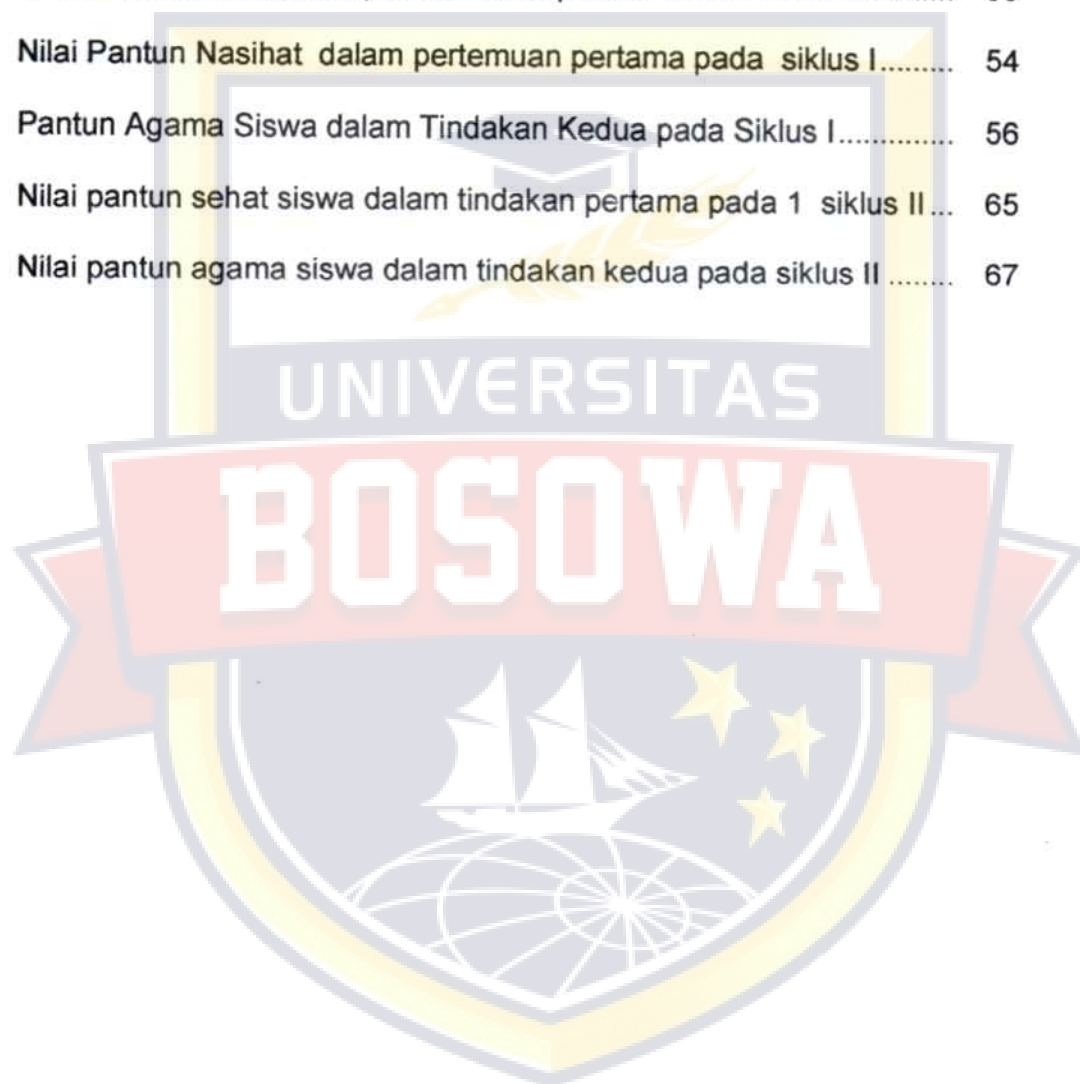 Nilai Pantun Nasihat dalam pertemuan pertama pada siklus I......... 54
Pantun Agama Siswa dalam Tindakan Kedua pada Siklus I.............. 56
Nilai pantun sehat siswa dalam tindakan pertama pada 1 siklus II... 65
Nilai pantun agama siswa dalam tindakan kedua pada siklus II ........ 67
UNIVERSITAS
BOSOWA